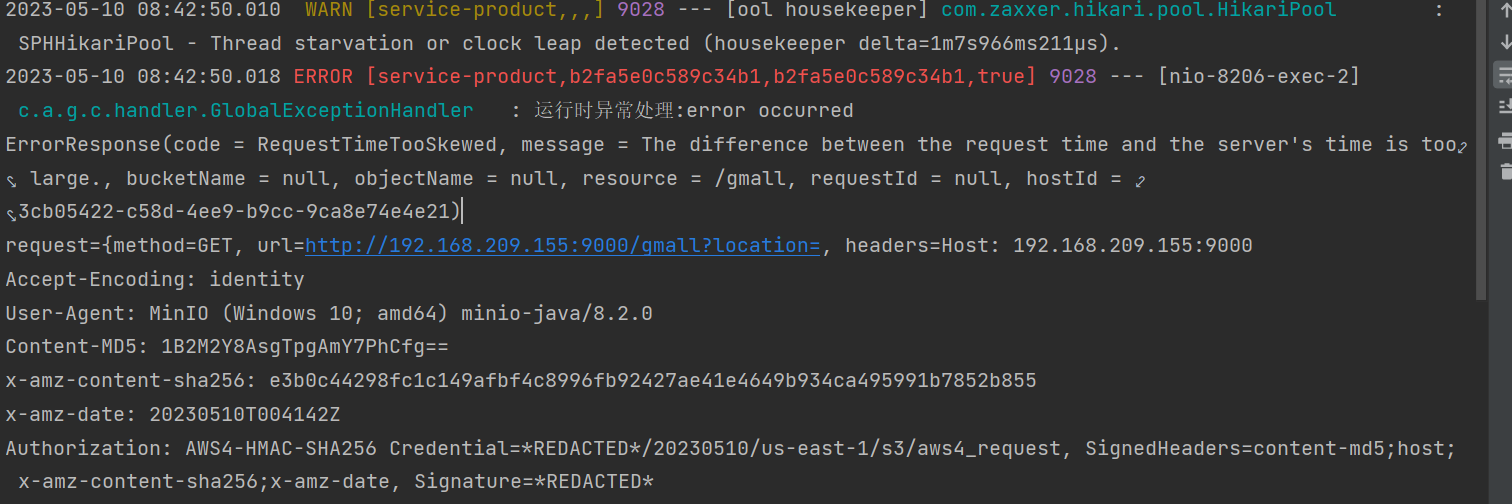 2023-05-10 08:42:50.010  WARN [service-product,,,] 9028 --- [ool housekeeper] com.zaxxer.hikari.pool.HikariPool        :
SPHHikariPool - Thread starvation or clock leap detected (housekeeper delta=1m7s966ms211µs).
2023-05-10 08:42:50.018 ERROR [service-product,b2fa5e0c589c34b1,b2fa5e0c589c34b1,true] 9028 --- [nio-8206-exec-2]
c.a.g.c.handler.GlobalExceptionHandler   : 运行时异常处理:error occurred
ErrorResponse(code = RequestTimeTooSkewed, message = The difference between the request time and the server's time is too
large., bucketName = null, objectName = null, resource = /gmall, requestId = null, hostId =
3cb05422-c58d-4ee9-b9cc-9ca8e74e4e21)
request={method=GET, url=http://192.168.209.155:9000/gmall?location=, headers=Host: 192.168.209.155:9000
Accept-Encoding: identity
User-Agent: MinIO (Windows 10; amd64) minio-java/8.2.0
Content-MD5: 1B2M2Y8AsgTpgAmY7PhCfg==
x-amz-content-sha256: e3b0c44298fc1c149afbf4c8996fb92427ae41e4649b934ca495991b7852b855
x-amz-date: 20230510T004142Z
Authorization: AWS4-HMAC-SHA256 Credential=*REDACTED*/20230510/us-east-1/s3/aws4_request, SignedHeaders=content-md5;host;
x-amz-content-sha256;x-amz-date, Signature=*REDACTED*